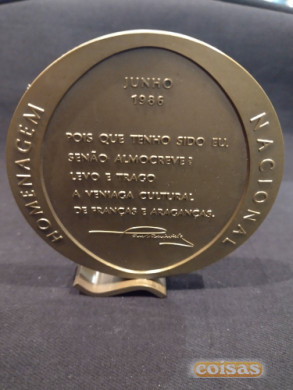 HOMENAGEM
NACIONAL
JUNHO
1986
POIS QUE TENHO SIDO EU,
SENÃO ALMOCREVE?
LEVO E TRAGO
A VENIAGA CULTURAL
DE FRANÇAS E ARAGANÇAS.
coisas